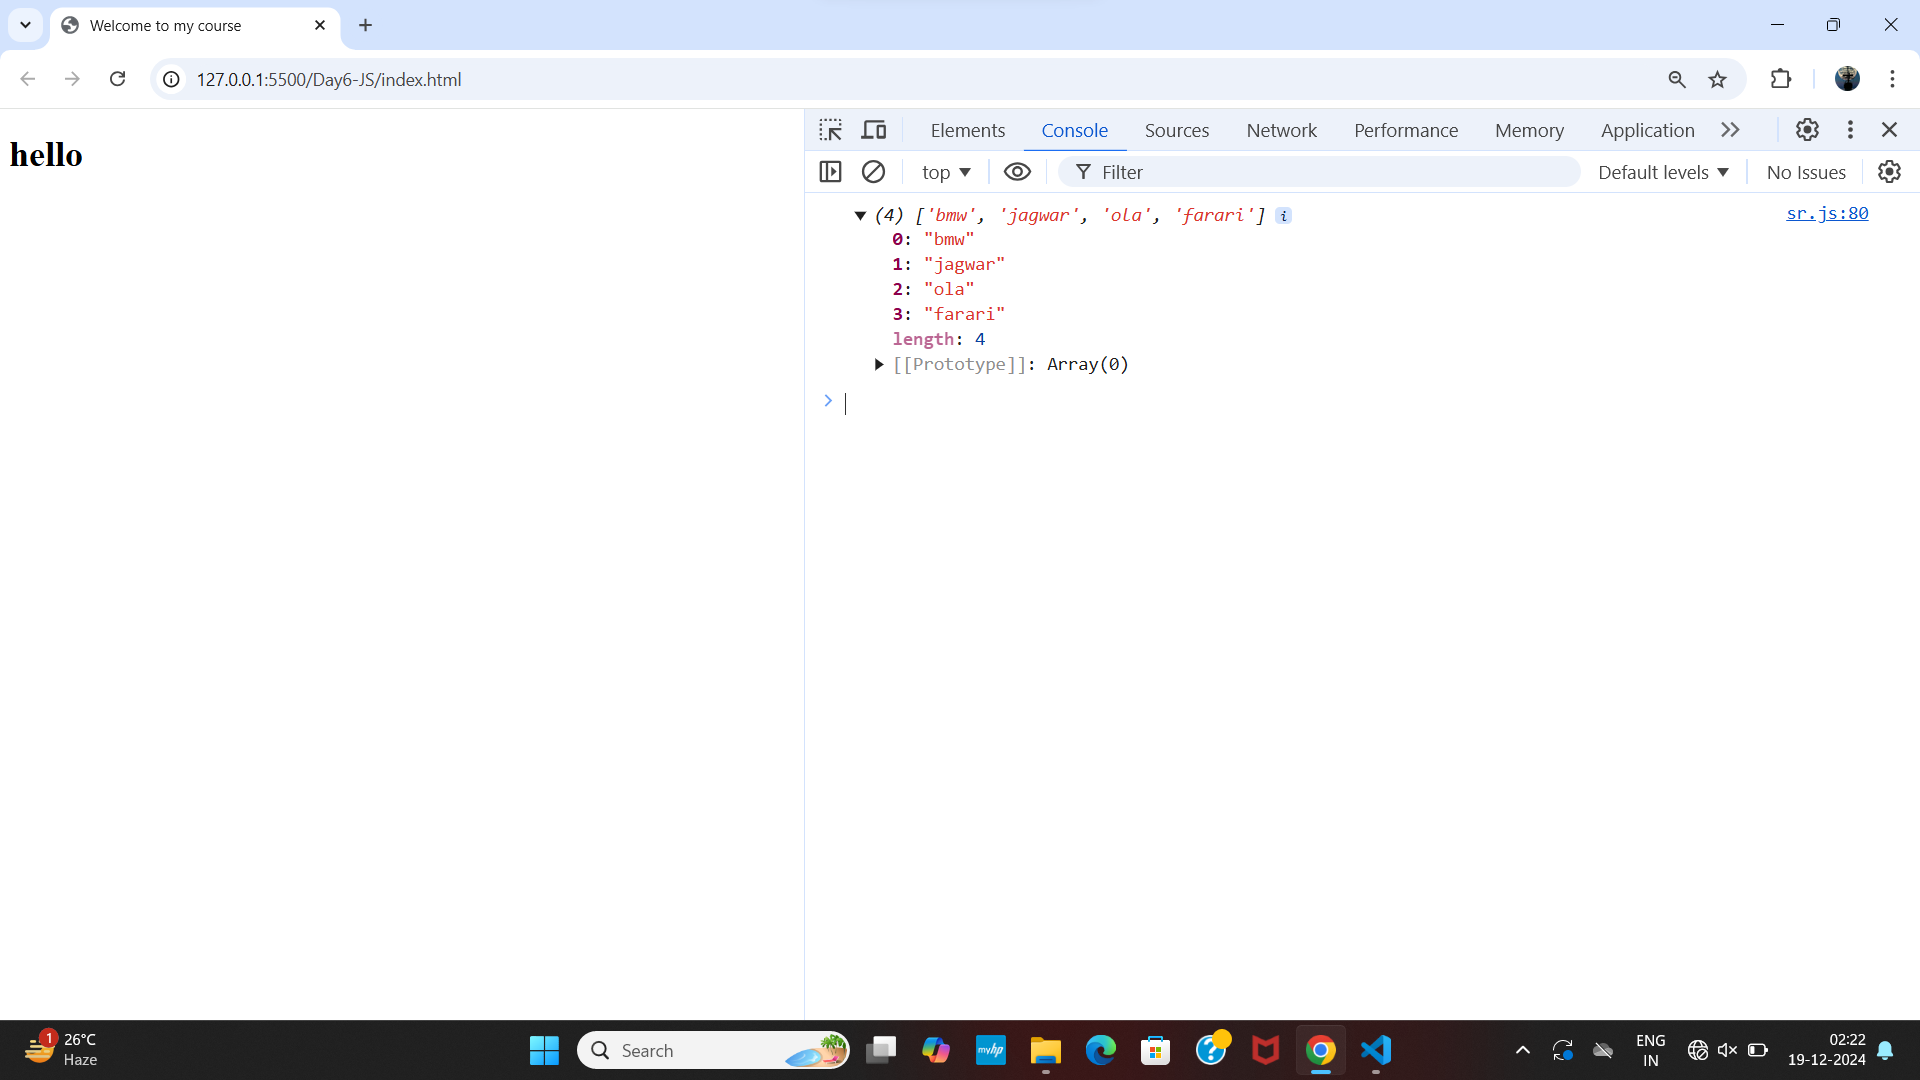 Welcome to my course
127.0.0.1:5500/Day6-JS/index.html
hello
Elements Console Sources Network Performance Memory Application
top Filter Default levels No Issues
(4) ['bmw', 'jagwar', 'ola', 'farari'] i sr.js:80
0: "bmw"
1: "jagwar"
2: "ola"
3: "farari"
length: 4
[[Prototype]]: Array(0)
1 26°C
Haze
Search
myhp
ENG
IN
02:22
19-12-2024